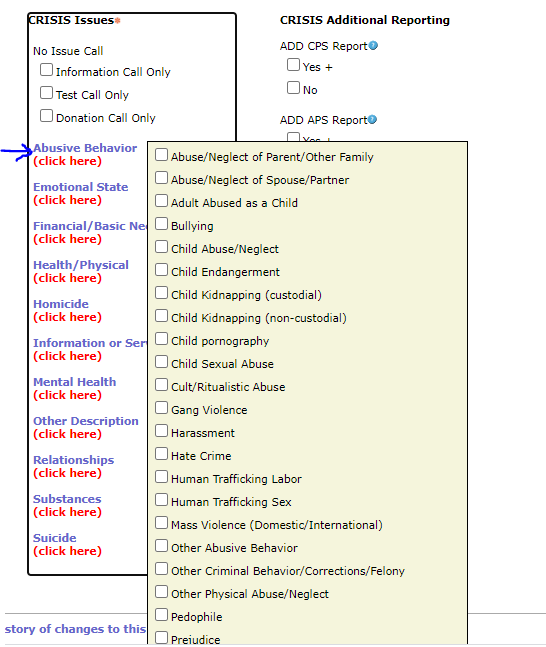 CRISIS Issues*
No Issue Call
Information Call Only
Test Call Only
Donation Call Only
Abusive Behavior
(click here)
Emotional State
(click here)
Financial/Basic Ne
(click here)
Health/Physical
(click here)
Homicide
(click here)
Information or Ser
(click here)
Mental Health
(click here)
Other Description
(click here)
Relationships
(click here)
Substances
(click here)
Suicide
(click here)
CRISIS Additional Reporting
ADD CPS Report
Yes +
No
ADD APS Report
Yes +
Abuse/Neglect of Parent/Other Family
Abuse/Neglect of Spouse/Partner
Adult Abused as a Child
Bullying
Child Abuse/Neglect
Child Endangerment
Child Kidnapping (custodial)
Child Kidnapping (non-custodial)
Child pornography
Child Sexual Abuse
Cult/Ritualistic Abuse
Gang Violence
Harassment
Hate Crime
Human Trafficking Labor
Human Trafficking Sex
Mass Violence (Domestic/International)
Other Abusive Behavior
Other Criminal Behavior/Corrections/Felony
Other Physical Abuse/Neglect
Pedophile
Prejudice
story of changes to this